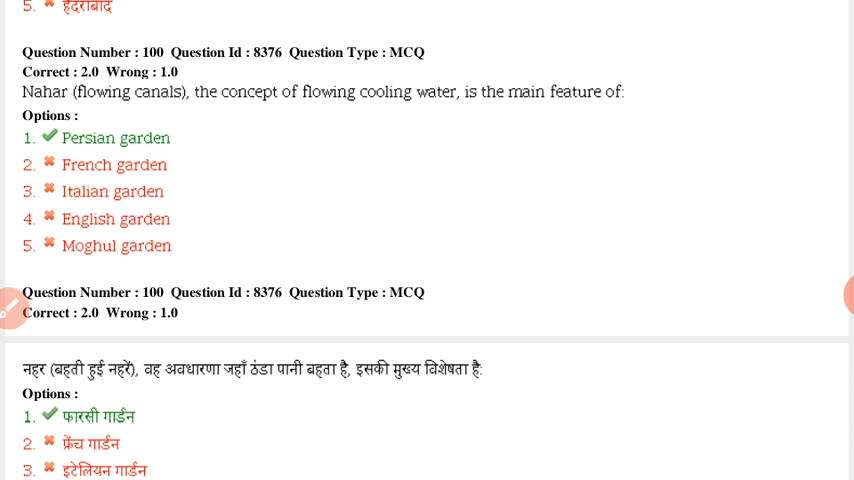 5. हैदराबाद
Question Number : 100 Question Id : 8376 Question Type : MCQ
Correct : 2.0 Wrong : 1.0
Nahar (flowing canals), the concept of flowing cooling water, is the main feature of:
Options :
1. Persian garden
2. French garden
3. Italian garden
4. English garden
5. Moghul garden
Question Number : 100 Question Id : 8376 Question Type : MCQ
Correct : 2.0 Wrong : 1.0
नहर (बहती हुई नहरें), वह अवधारणा जहाँ ठंडा पानी बहता है, इसकी मुख्य विशेषता है:
Options :
1. फारसी गार्डन
2. फ्रेंच गार्डन
3. इटेलियन गार्डन